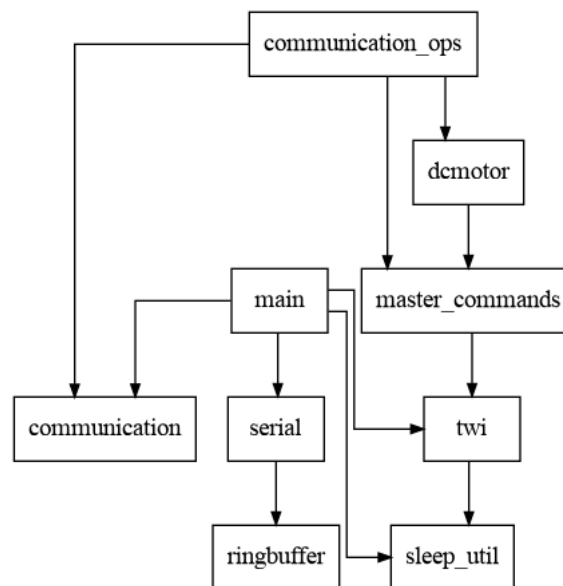 communication_ops
dcmotor
main
master_commands
communication
serial
twi
ringbuffer
sleep_util